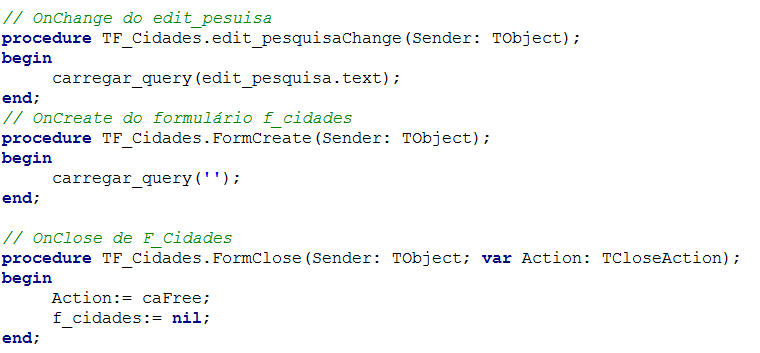 // OnChange do edit_pesuisa
procedure TF_Cidades.edit_pesquisaChange(Sender: TObject);
begin
     carregar_query(edit_pesquisa.text);
end;
// OnCreate do formulário f_cidades
procedure TF_Cidades.FormCreate(Sender: TObject);
begin
     carregar_query('');
end;

// OnClose de F_Cidades
procedure TF_Cidades.FormClose(Sender: TObject; var Action: TCloseAction);
begin
     Action:= caFree;
     f_cidades:= nil;
end;